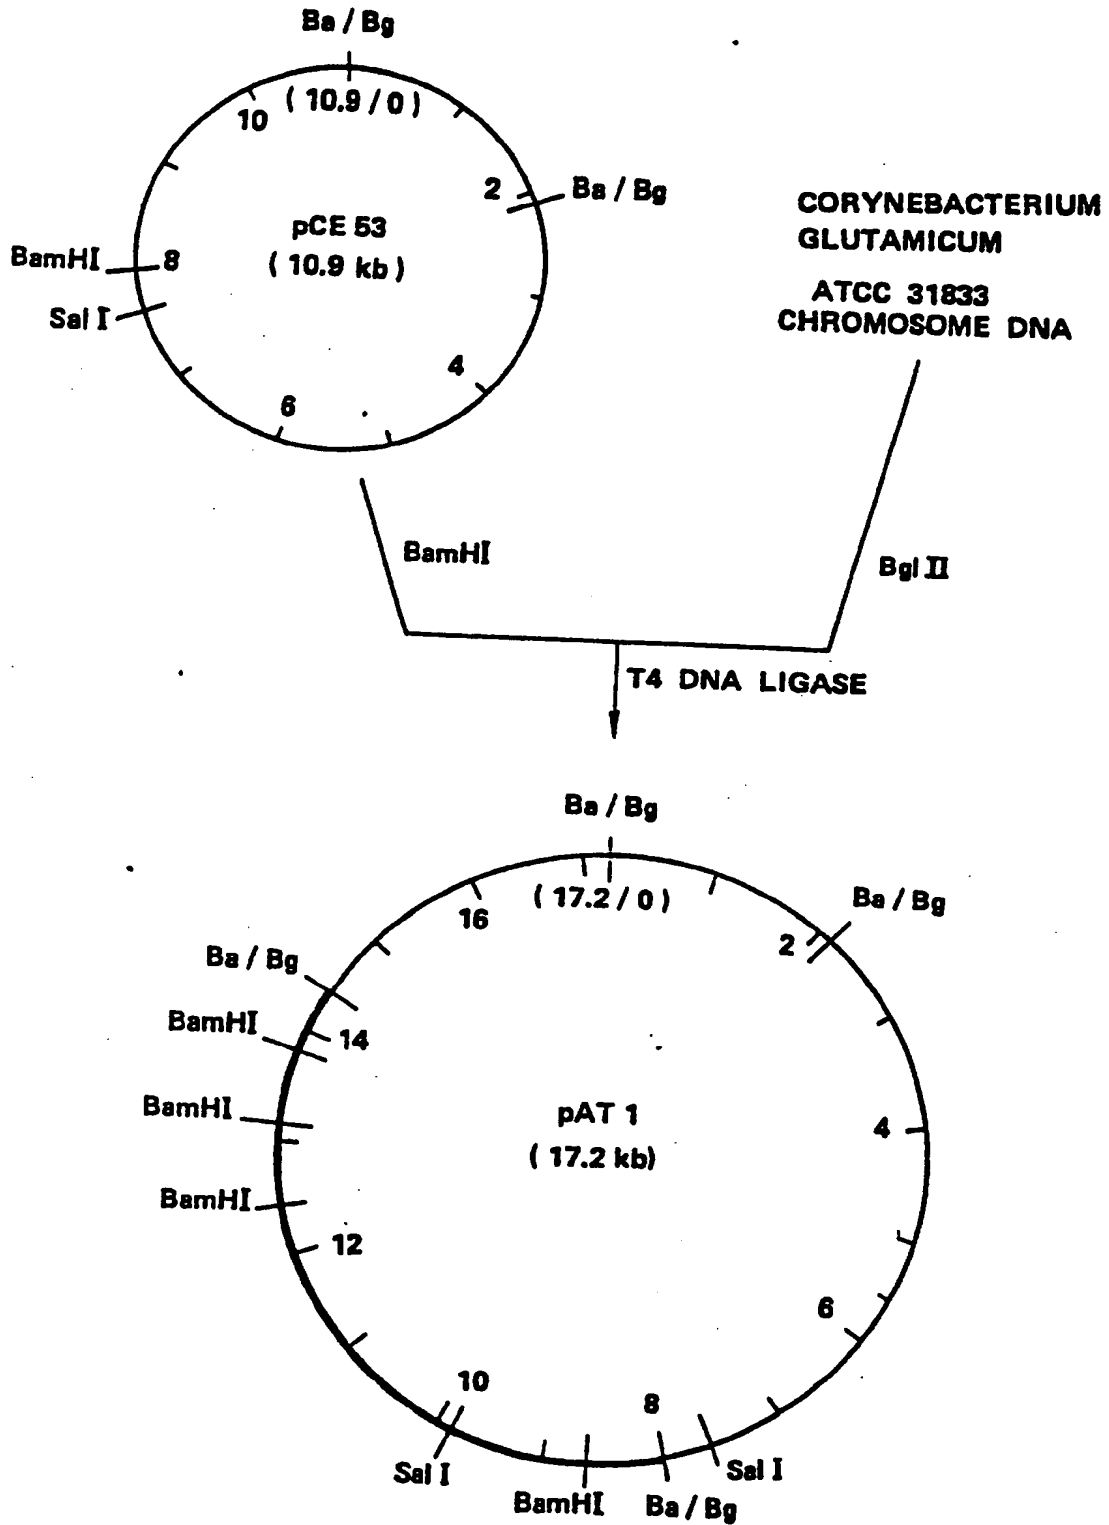 Ba / Bg
( 10.9 / 0 )
10
2
Ba / Bg
pCE 53
( 10.9 kb )
BamHI
8
Sal I
4
6
CORYNEBACTERIUM
GLUTAMICUM
ATCC 31833
CHROMOSOME DNA
BamHI
Bgl II
T4 DNA LIGASE
Ba / Bg
( 17.2 / 0 )
16
2
Ba / Bg
Ba / Bg
BamHI
14
BamHI
pAT 1
( 17.2 kb)
4
BamHI
12
6
10
8
Sal I
Sal I
BamHI
Ba / Bg